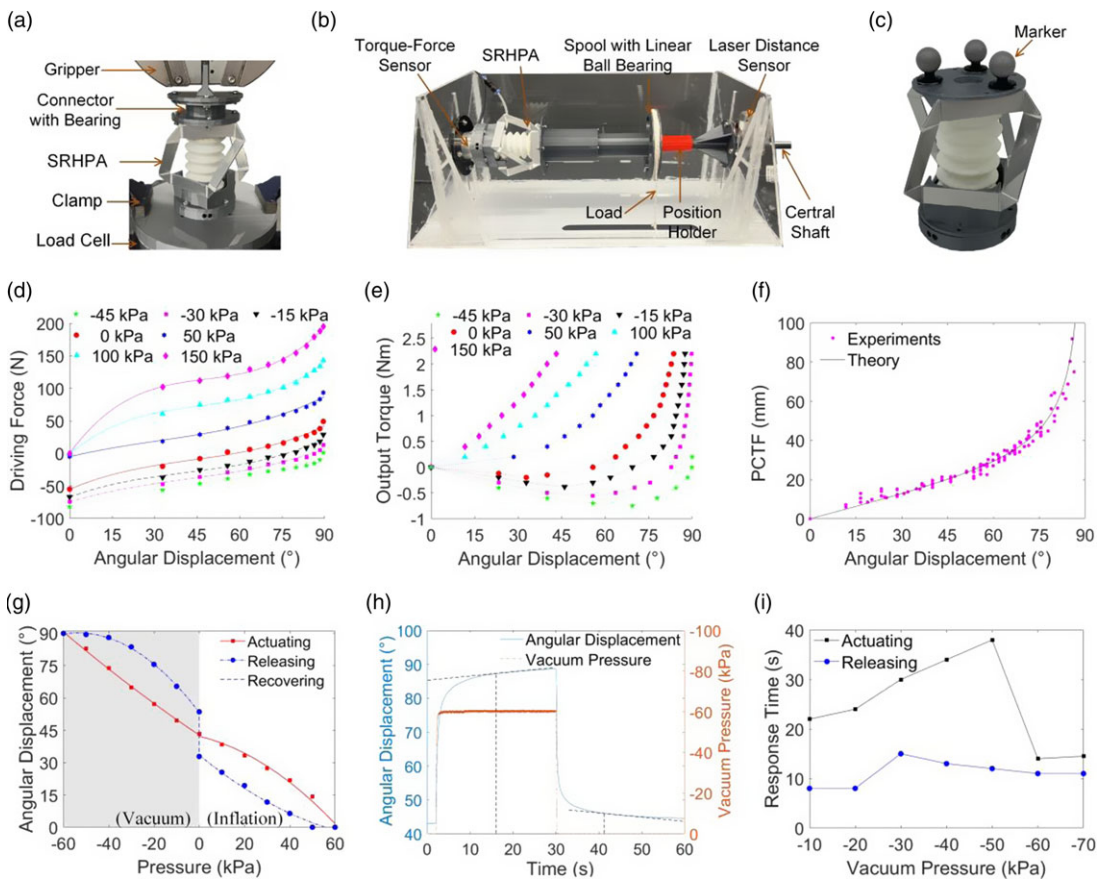 (a)
Gripper
Connector
with Bearing
SRHPA
Clamp
Load Cell
(b)
Torque-Force
Sensor
SRHPA
Spool with Linear
Ball Bearing
Laser Distance
Sensor
Load
Position
Holder
Certral
Shaft
(c)
Marker
(d)
-45 kPa -30 kPa -15 kPa
0 kPa 50 kPa
100 kPa 150 kPa
Driving Force (N)
200
150
100
50
0
-50
-100
0 15 30 45 60 75 90
Angular Displacement (°)
(e)
-45 kPa -30 kPa -15 kPa
0 kPa 50 kPa 100 kPa
150 kPa
Output Torque (Nm)
2.5
2
1.5
1
0.5
0
-0.5
-1
0 15 30 45 60 75 90
Angular Displacement (°)
(f)
Experiments
Theory
PCTF (mm)
100
80
60
40
20
0
0 15 30 45 60 75 90
Angular Displacement (°)
(g)
Actuating
Releasing
Recovering
Angular Displacement (°)
90
75
60
45
30
15
0
(Vacuum) (Inflation)
-60 -40 -20 0 20 40 60
Pressure (kPa)
(h)
Angular Displacement
Vacuum Pressure
Angular Displacement (°)
100
90
80
70
60
50
40
Vacuum Pressure (kPa)
-100
-80
-60
-40
-20
0
0 10 20 30 40 50 60
Time (s)
(i)
Actuating
Releasing
Response Time (s)
40
30
20
10
0
-10 -20 -30 -40 -50 -60 -70
Vacuum Pressure (kPa)